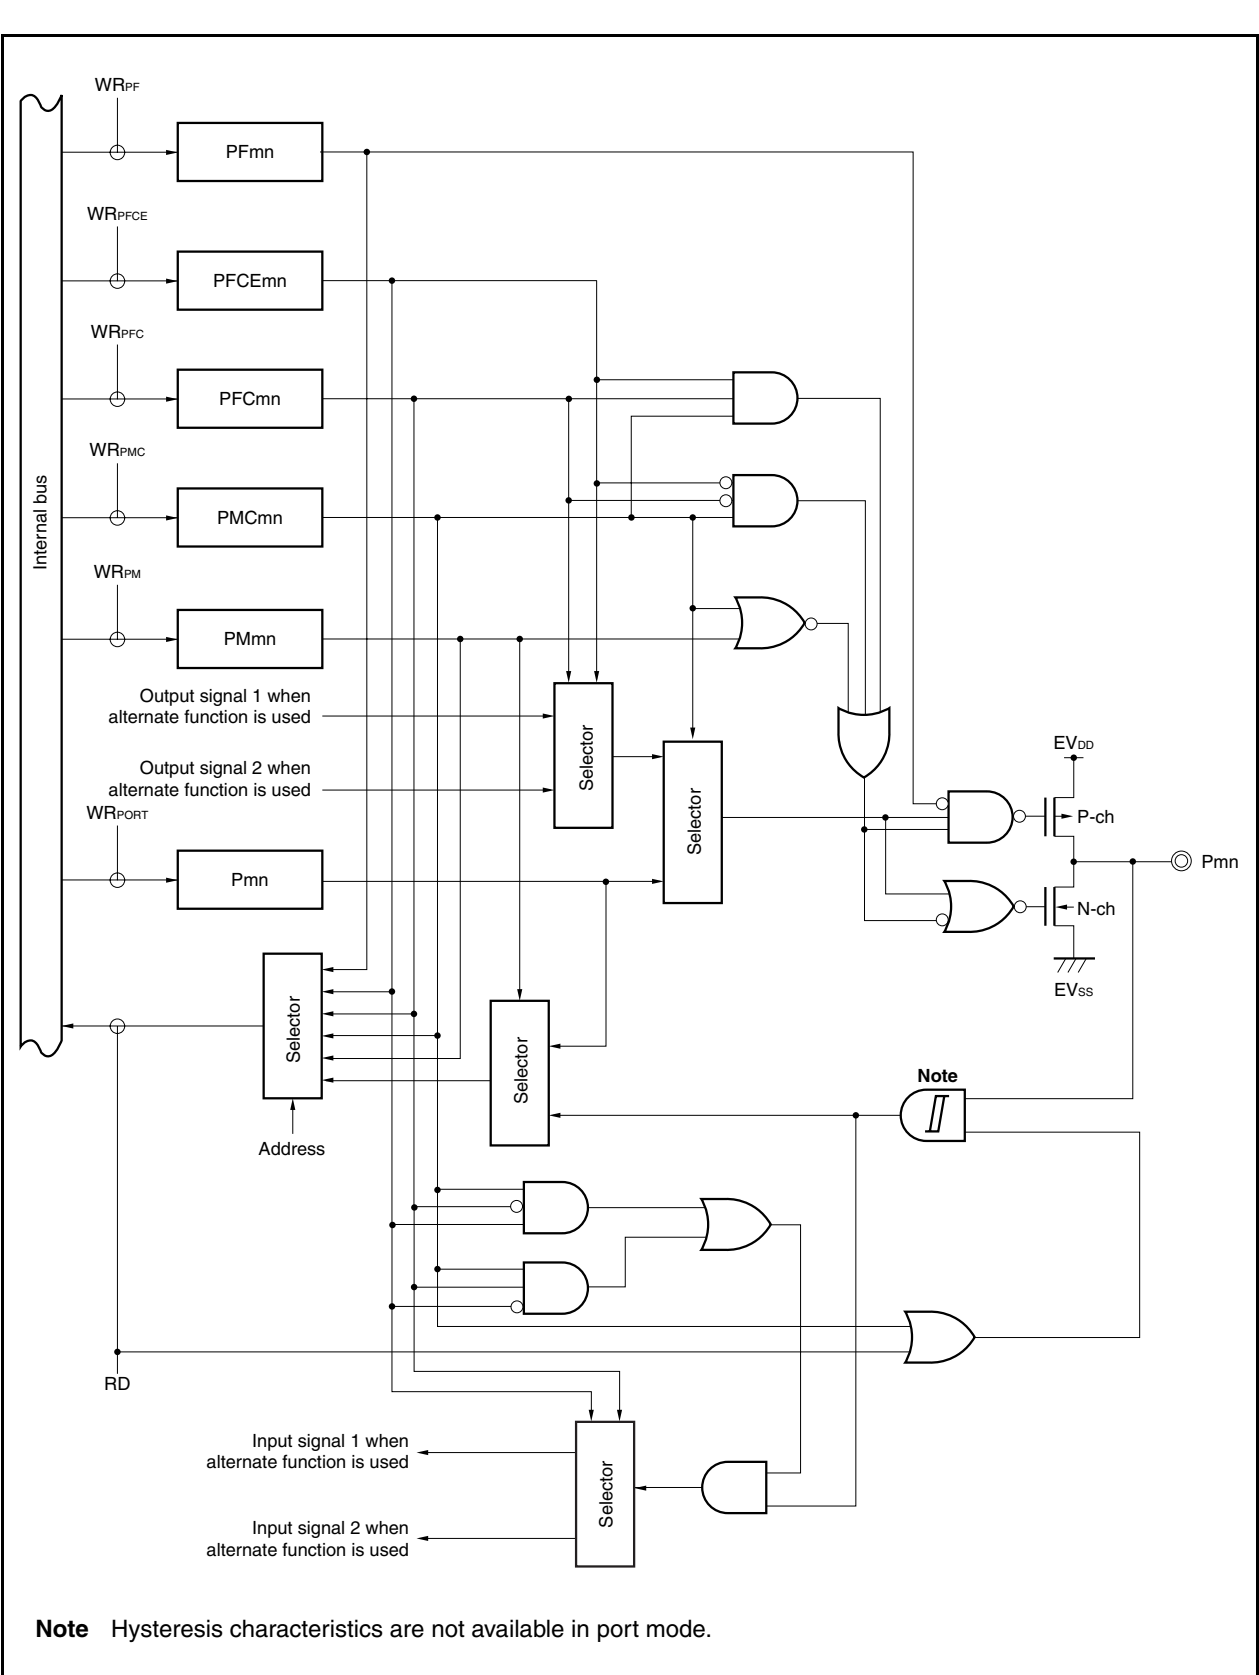 WRPF
PFmn
WRPFCE
PFCEmn
WRPFC
PFCmn
WRPMC
PMCmn
Internal bus
WRPM
PMmn
Output signal 1 when
alternate function is used
Output signal 2 when
alternate function is used
Selector
Selector
WRPORT
Pmn
EVDD
P-ch
Pmn
N-ch
EVSS
Selector
Selector
Address
Note
RD
Input signal 1 when
alternate function is used
Input signal 2 when
alternate function is used
Selector
Note Hysteresis characteristics are not available in port mode.